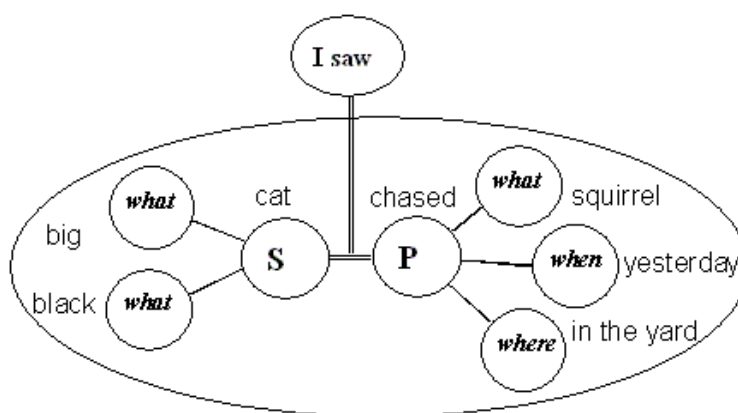 I saw
what
cat
chased
what
squirrel
big
S
P
when
yesterday
black
what
where
in the yard